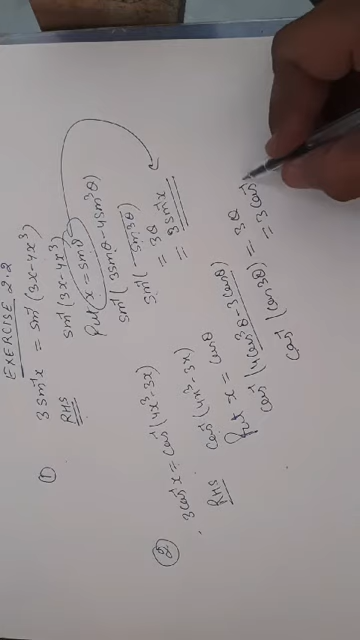 EXERCISE 2.2
① 3 sin⁻¹x = sin⁻¹(3x-4x³)
RHS sin⁻¹(3x-4x³)
Put x = sinθ
sin⁻¹(3sinθ-4sin³θ)
sin⁻¹(sin3θ)
= 3θ
= 3 sin⁻¹x
② 3cos⁻¹x = cos⁻¹(4x³-3x)
RHS cos⁻¹(4x³-3x)
Put x = cosθ
cos⁻¹(4cos³θ-3cosθ)
cos⁻¹(cos3θ) = 3θ
= 3cos⁻¹